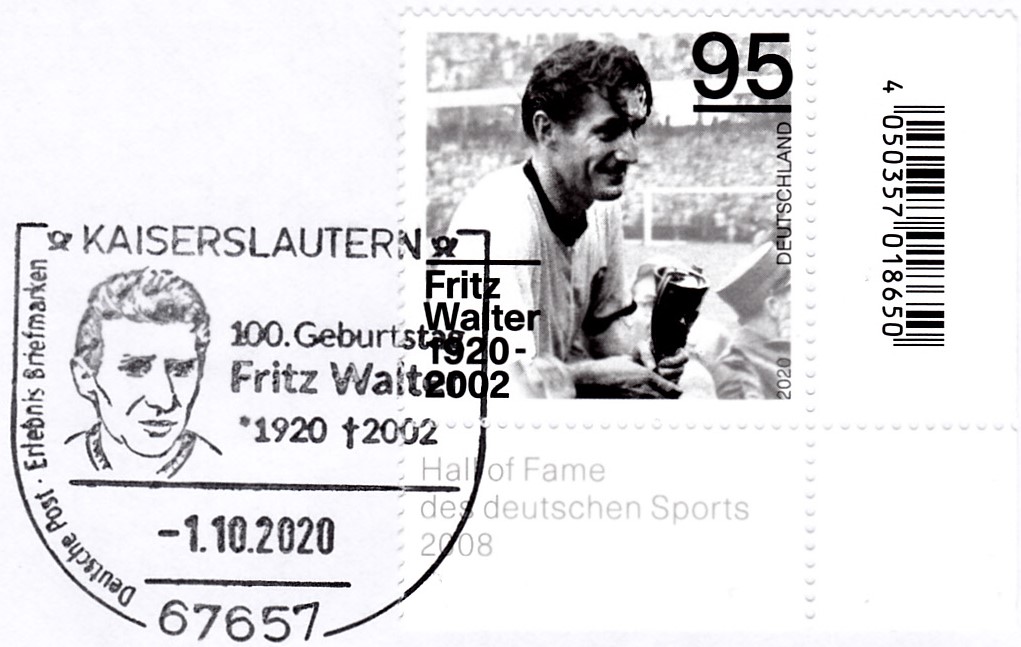 KAISERSLAUTERN
100. Geburtstag
Fritz Walter
*1920 †2002
-1.10.2020
67657
Deutsche Post · Erlebnis Briefmarken
95
DEUTSCHLAND
Fritz
Walter
1920-
2002
2020
Hall of Fame
des deutschen Sports
2008
4 050357 018650